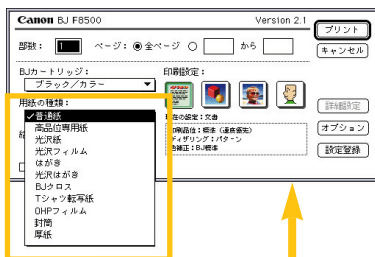 Canon BJ F8500 Version 2.1
プリント
部数： 1 ページ： 全ページ から
キャンセル
BJカートリッジ： 印刷設定：
ブラック/カラー
用紙の種類：
詳細設定
✓普通紙
現在の設定：文書
高品位専用紙
オプション
印刷品位：標準（速度優先）
光沢紙
ディザリング：パターン
光沢フィルム
色補正：BJ標準
はがき
設定登録
光沢はがき
BJクロス
Tシャツ転写紙
OHPフィルム
封筒
厚紙